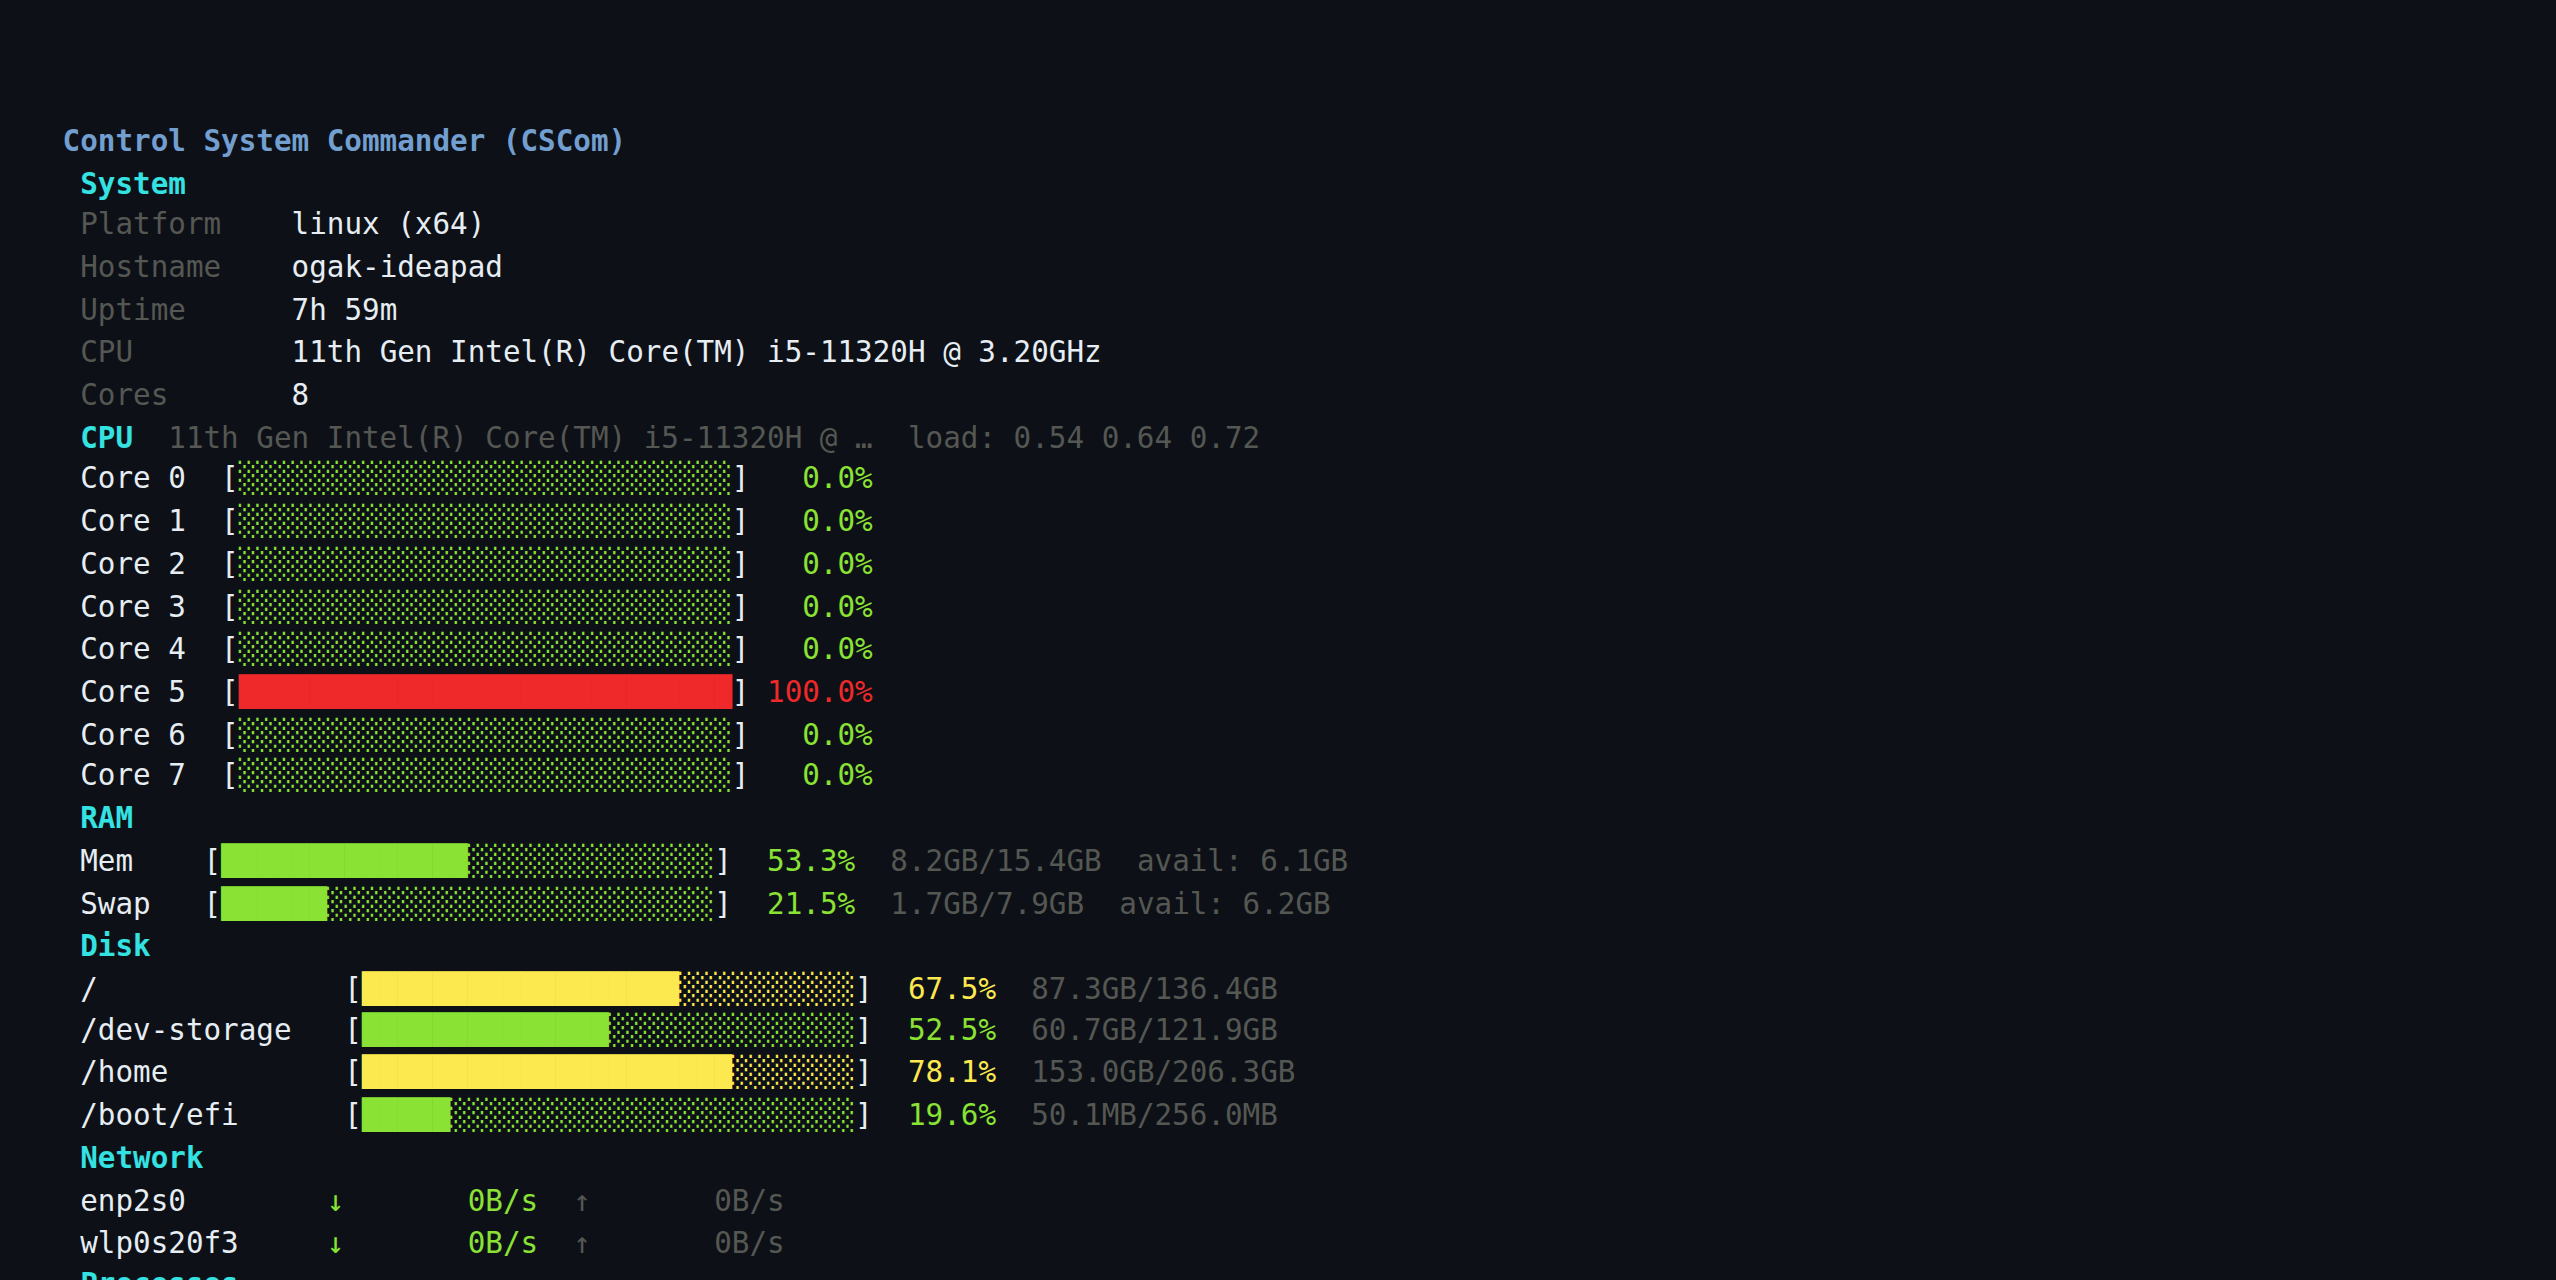 Control System Commander (CSCom)
System
Platform linux (x64)
Hostname ogak-ideapad
Uptime 7h 59m
CPU 11th Gen Intel(R) Core(TM) i5-11320H @ 3.20GHz
Cores 8
CPU 11th Gen Intel(R) Core(TM) i5-11320H @ … load: 0.54 0.64 0.72
Core 0 [░░░░░░░░░░░░░░░░░░░░░░░░░░░░] 0.0%
Core 1 [░░░░░░░░░░░░░░░░░░░░░░░░░░░░] 0.0%
Core 2 [░░░░░░░░░░░░░░░░░░░░░░░░░░░░] 0.0%
Core 3 [░░░░░░░░░░░░░░░░░░░░░░░░░░░░] 0.0%
Core 4 [░░░░░░░░░░░░░░░░░░░░░░░░░░░░] 0.0%
Core 5 [████████████████████████████] 100.0%
Core 6 [░░░░░░░░░░░░░░░░░░░░░░░░░░░░] 0.0%
Core 7 [░░░░░░░░░░░░░░░░░░░░░░░░░░░░] 0.0%
RAM
Mem [██████████████░░░░░░░░░░░░░░] 53.3% 8.2GB/15.4GB avail: 6.1GB
Swap [██████░░░░░░░░░░░░░░░░░░░░░░] 21.5% 1.7GB/7.9GB avail: 6.2GB
Disk
/ [██████████████████░░░░░░░░░░] 67.5% 87.3GB/136.4GB
/dev-storage [██████████████░░░░░░░░░░░░░░] 52.5% 60.7GB/121.9GB
/home [█████████████████████░░░░░░░] 78.1% 153.0GB/206.3GB
/boot/efi [█████░░░░░░░░░░░░░░░░░░░░░░░] 19.6% 50.1MB/256.0MB
Network
enp2s0 ↓ 0B/s ↑ 0B/s
wlp0s20f3 ↓ 0B/s ↑ 0B/s
Processes